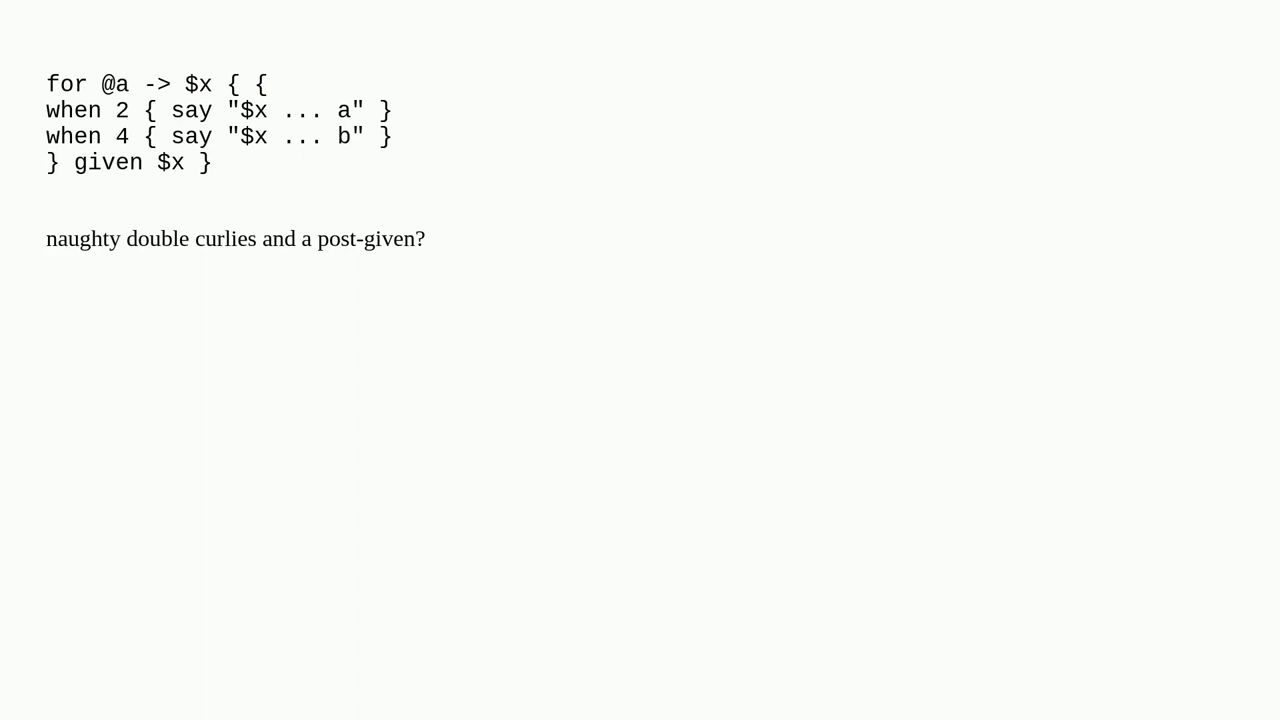 for @a -> $x { {
when 2 { say "$x ... a" }
when 4 { say "$x ... b" }
} given $x }
naughty double curlies and a post-given?